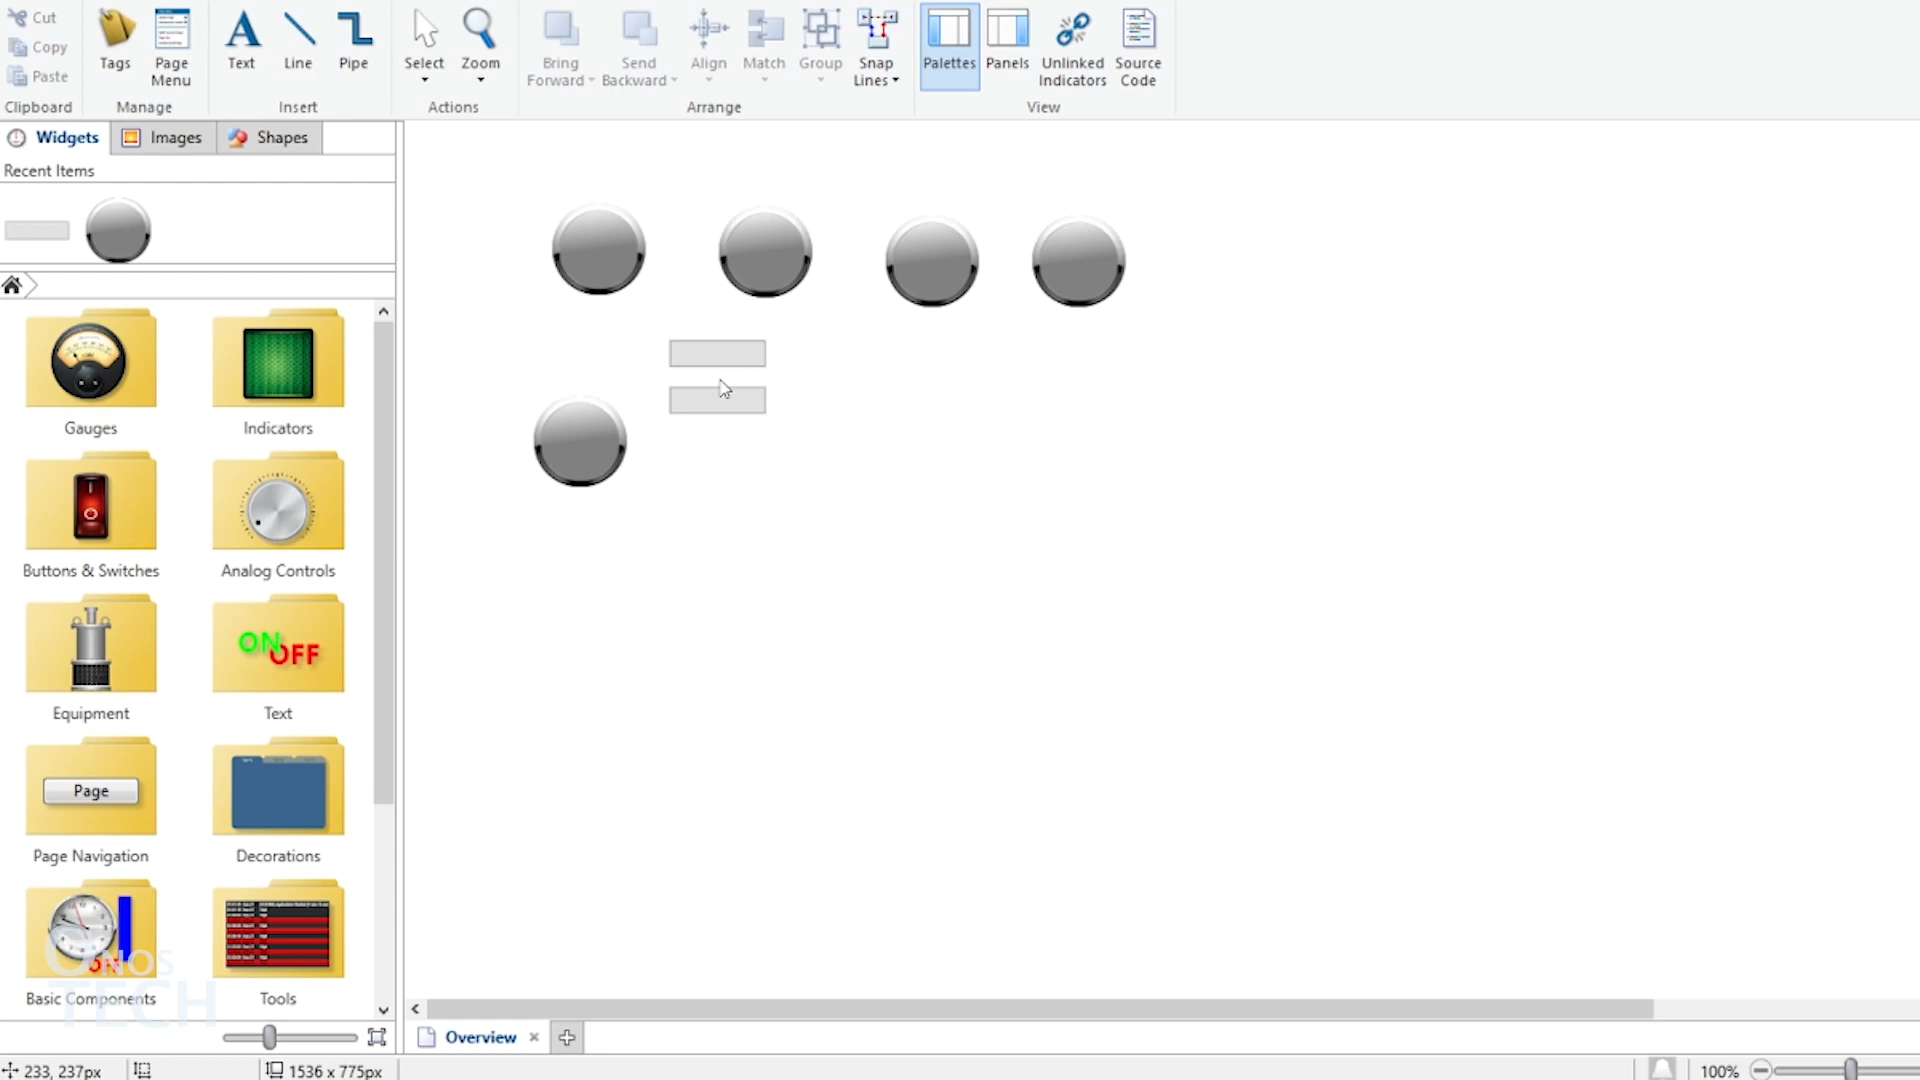 Cut
Copy
Paste
Clipboard
Tags
Page
Menu
Manage
Text
Line
Pipe
Insert
Select
Zoom
Actions
Bring
Forward
Send
Backward
Align
Match
Group
Snap
Lines
Arrange
Palettes
Panels
Unlinked
Indicators
Source
Code
View
Widgets
Images
Shapes
Recent Items
Gauges
Indicators
Buttons & Switches
Analog Controls
Equipment
ON
OFF
Text
Page
Page Navigation
Decorations
Basic Components
Tools
ONOS
TECH
Overview
233, 237px
1536 x 775px
100%